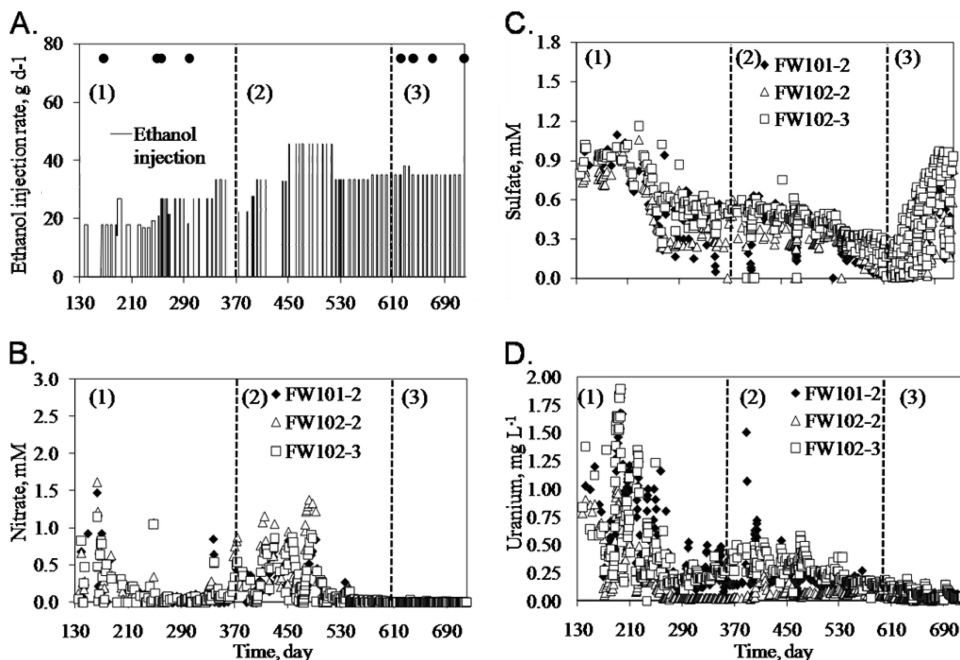 A.
Ethanol injection rate, g d-1
80
60
40
20
0
(1)
(2)
(3)
Ethanol
injection
130 210 290 370 450 530 610 690
B.
Nitrate, mM
3.0
2.5
2.0
1.5
1.0
0.5
0.0
(1)
(2)
(3)
FW101-2
FW102-2
FW102-3
130 210 290 370 450 530 610 690
Time, day
C.
Sulfate, mM
1.8
1.5
1.2
0.9
0.6
0.3
0.0
(1)
(2)
(3)
FW101-2
FW102-2
FW102-3
130 210 290 370 450 530 610 690
D.
Uranium, mg L-1
2.00
1.75
1.50
1.25
1.00
0.75
0.50
0.25
0.00
(1)
(2)
(3)
FW101-2
FW102-2
FW102-3
130 210 290 370 450 530 610 690
Time, day